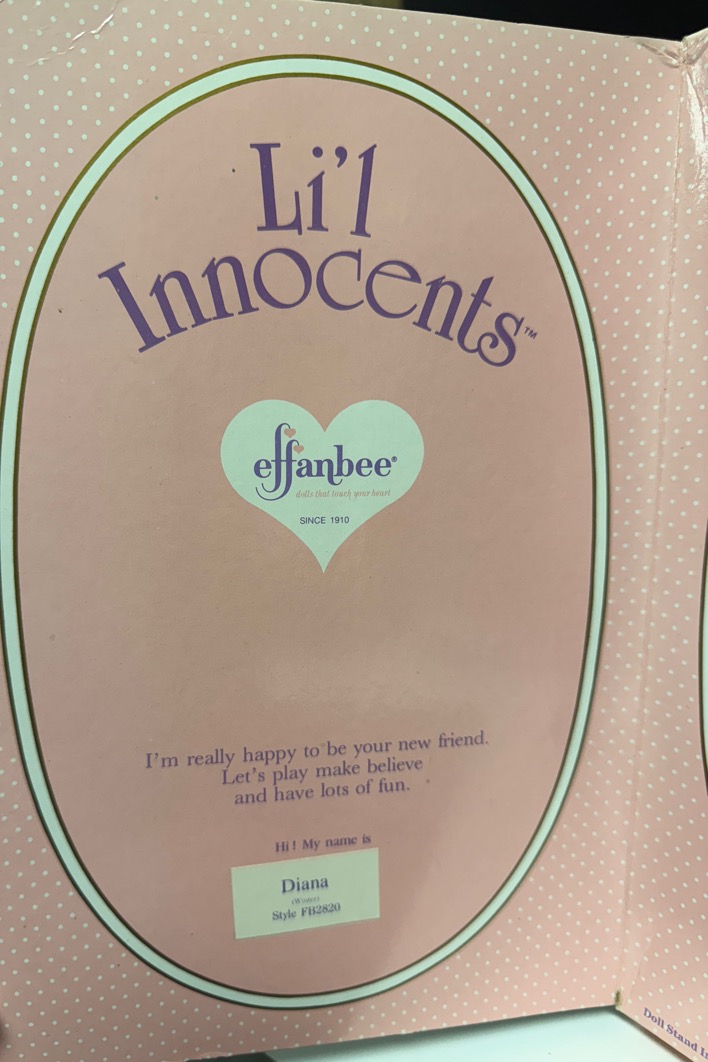 Li'l
Innocents™
effanbee®
dolls that touch your heart
SINCE 1910
I'm really happy to be your new friend.
Let's play make believe
and have lots of fun.
Hi! My name is
Diana
(Winter)
Style FB2820
Doll Stand